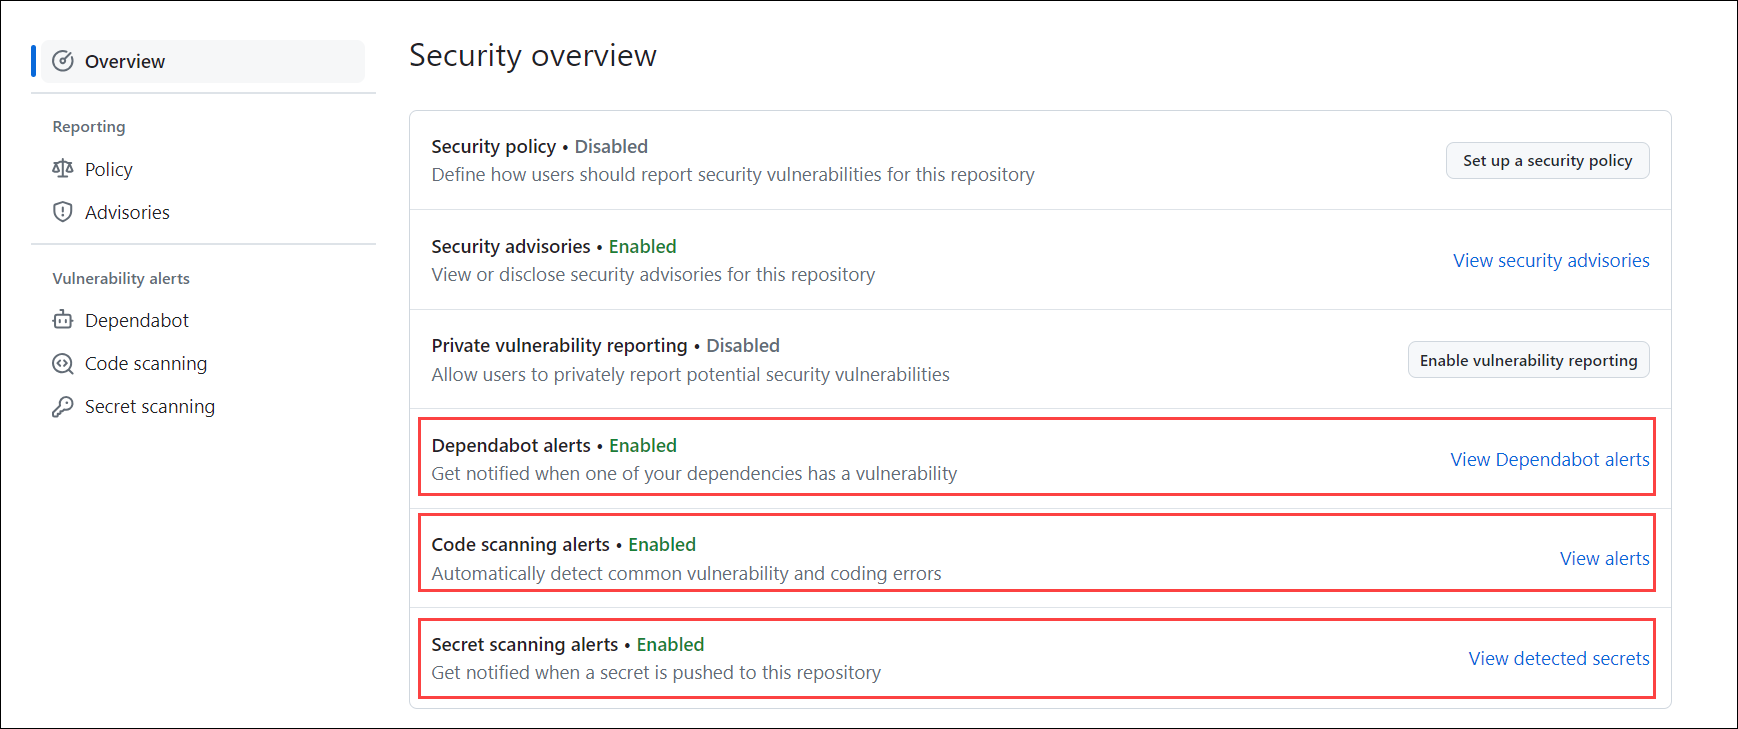 Overview
Reporting
Policy
Advisories
Vulnerability alerts
Dependabot
Code scanning
Secret scanning
Security overview
Security policy • Disabled
Define how users should report security vulnerabilities for this repository
Set up a security policy
Security advisories • Enabled
View or disclose security advisories for this repository
View security advisories
Private vulnerability reporting • Disabled
Allow users to privately report potential security vulnerabilities
Enable vulnerability reporting
Dependabot alerts • Enabled
Get notified when one of your dependencies has a vulnerability
View Dependabot alerts
Code scanning alerts • Enabled
Automatically detect common vulnerability and coding errors
View alerts
Secret scanning alerts • Enabled
Get notified when a secret is pushed to this repository
View detected secrets